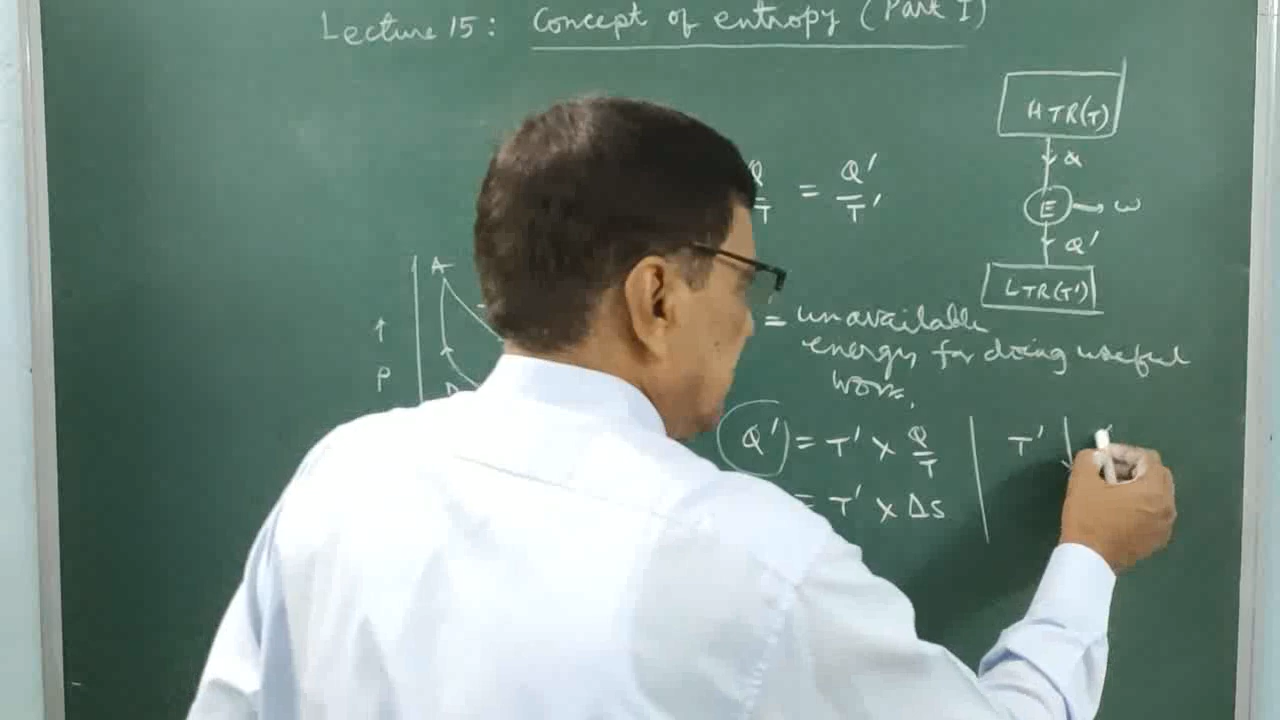 Lecture 15: Concept of entropy (Part I)
HTR(T)
Q
E → W
Q'
LTR(T')
Q/T = Q'/T'
A
↑
P
= unavailable
energy for doing useful
work.
Q' = T' × Q/T
= T' × Δs
T' ↓